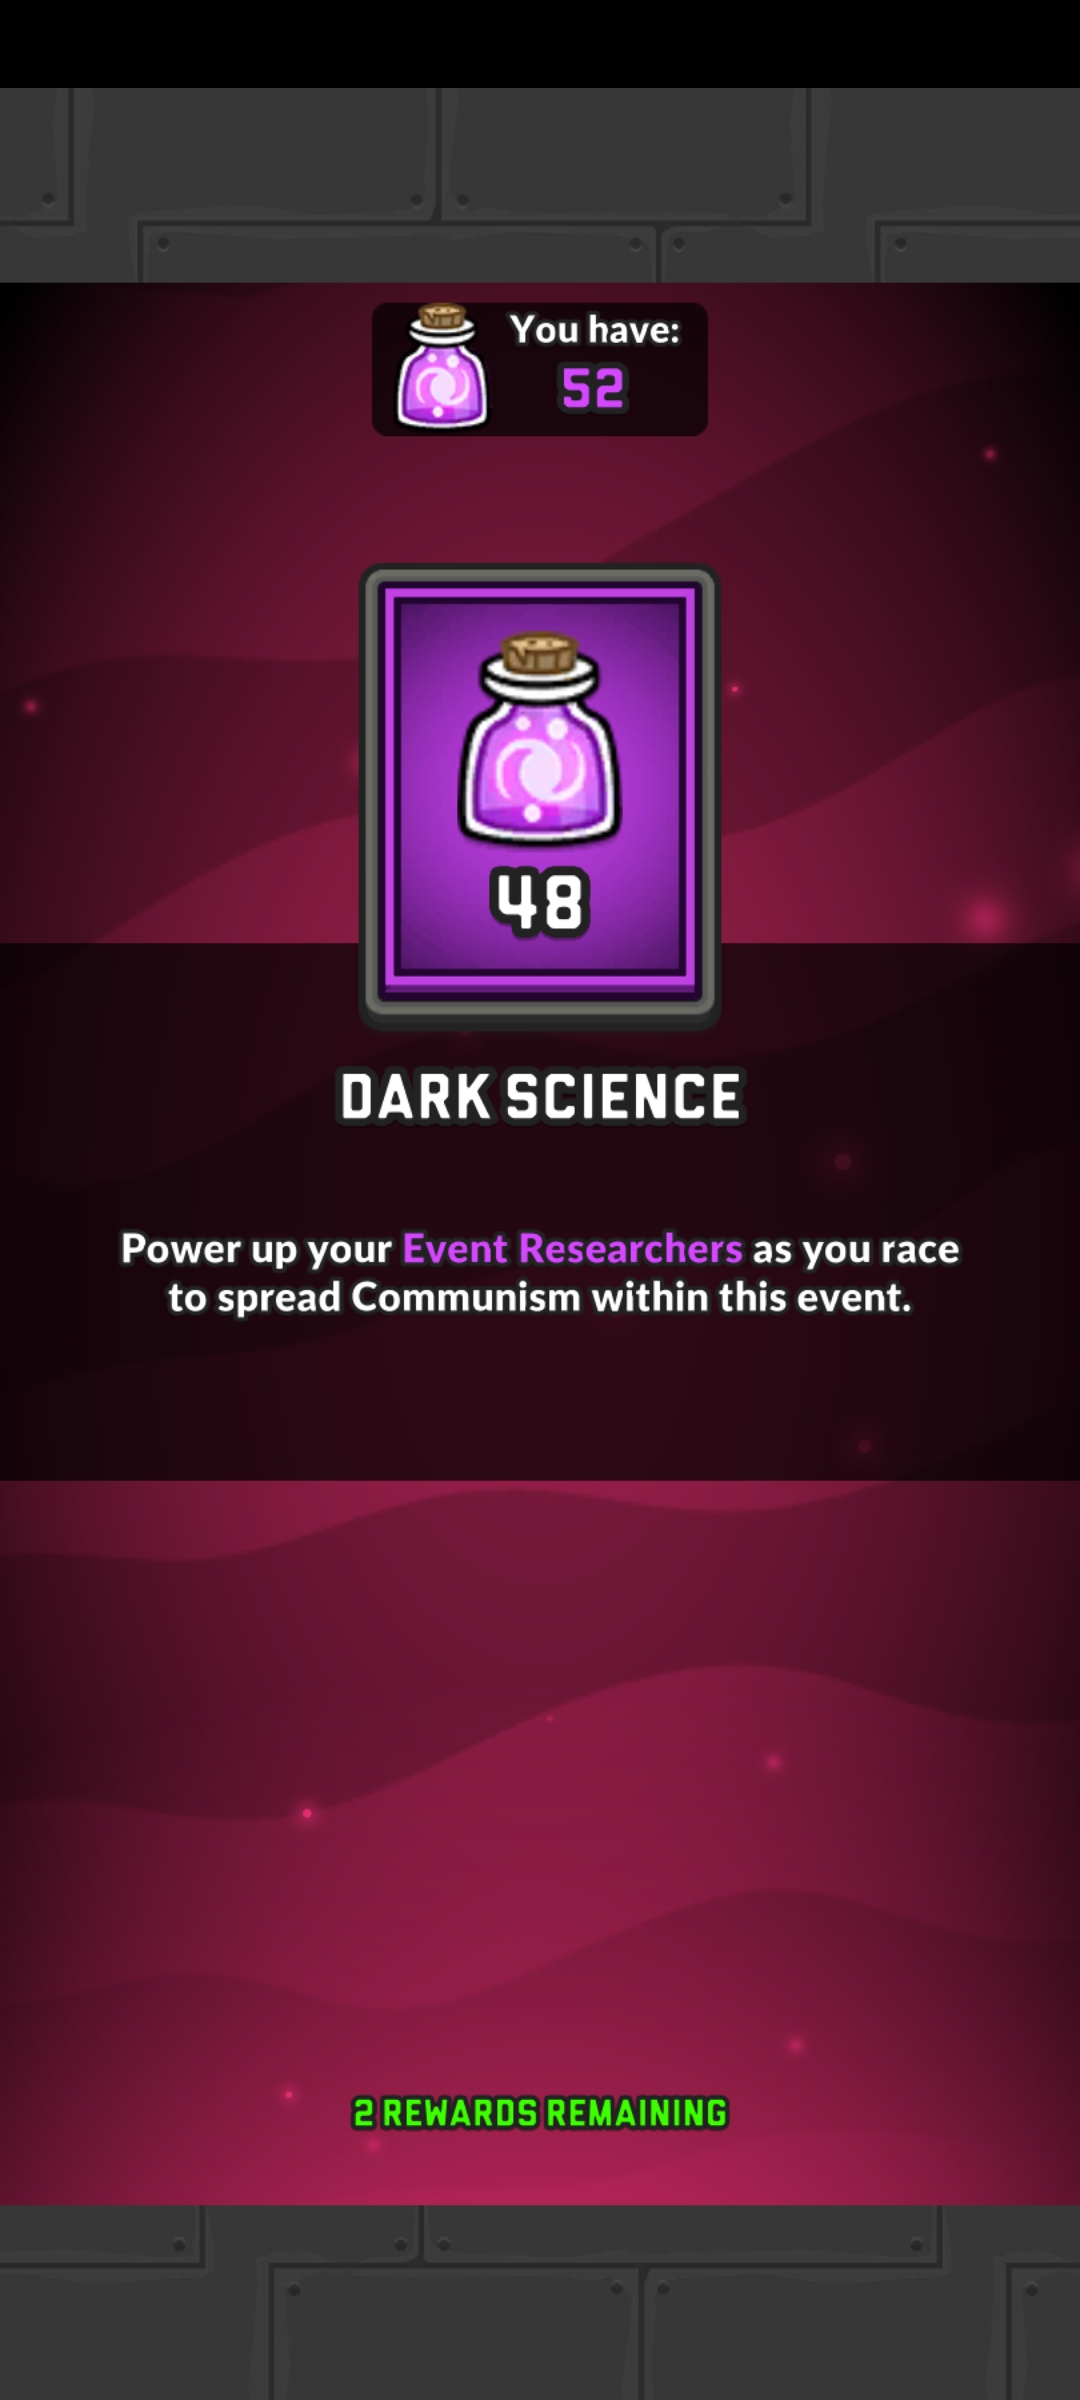 You have:
52
48
DARK SCIENCE
Power up your Event Researchers as you race
to spread Communism within this event.
2 REWARDS REMAINING